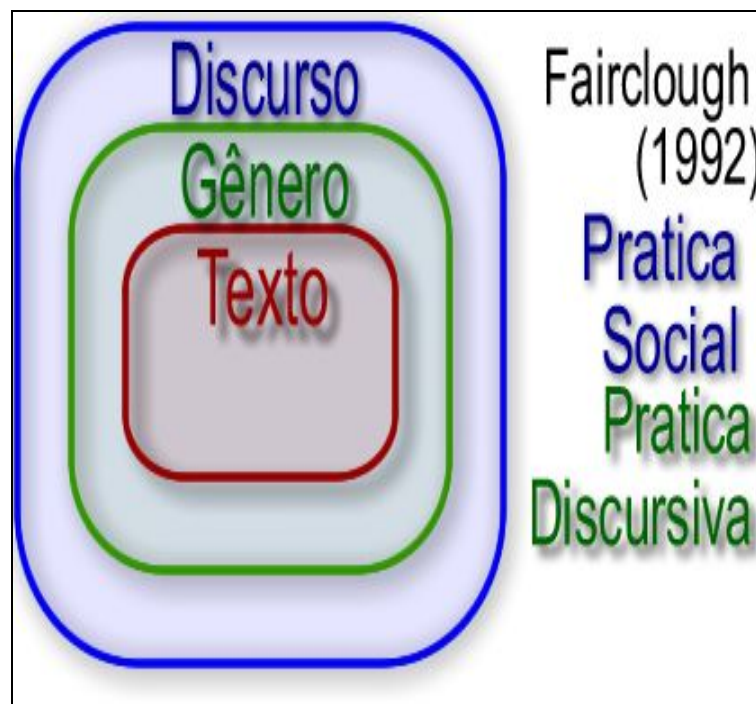 Discurso
Gênero
Texto
Fairclough
(1992)
Pratica
Social
Pratica
Discursiva